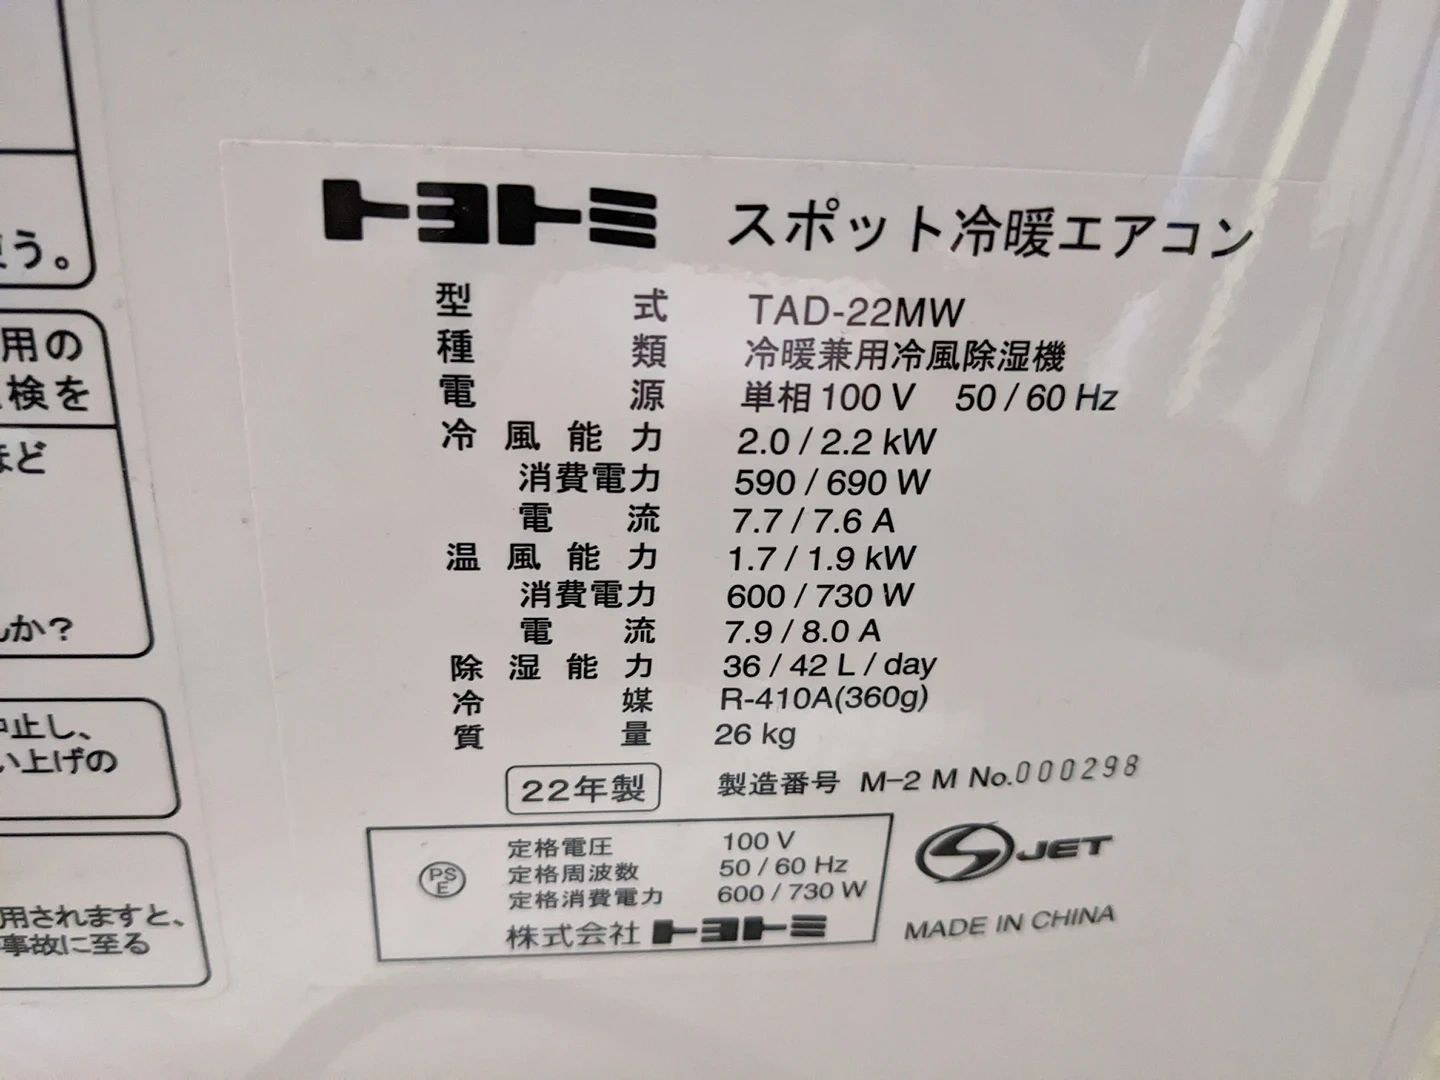 う。
用の
検を
ほど
か?
中止し、
い上げの
用されますと、
事故に至る
トヨトミ スポット冷暖エアコン
型式 TAD-22MW
種類 冷暖兼用冷風除湿機
電源 単相100V 50/60Hz
冷風能力 2.0/2.2kW
消費電力 590/690W
電流 7.7/7.6A
温風能力 1.7/1.9kW
消費電力 600/730W
電流 7.9/8.0A
除湿能力 36/42L/day
冷媒 R-410A(360g)
質量 26kg
22年製 製造番号 M-2 M No.000298
PSE
定格電圧 100V
定格周波数 50/60Hz
定格消費電力 600/730W
株式会社トヨトミ
JET
MADE IN CHINA